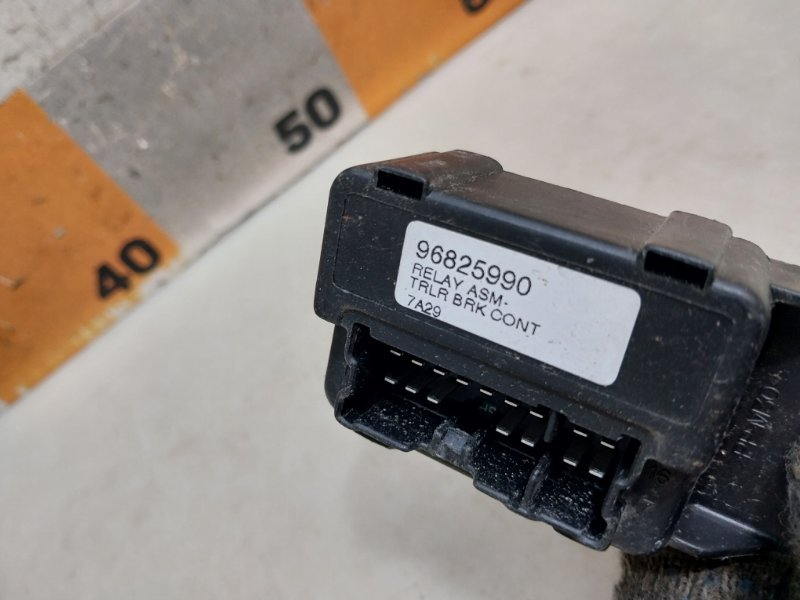 50
40
96825990
RELAY ASM-
TRLR BRK CONT
7A29